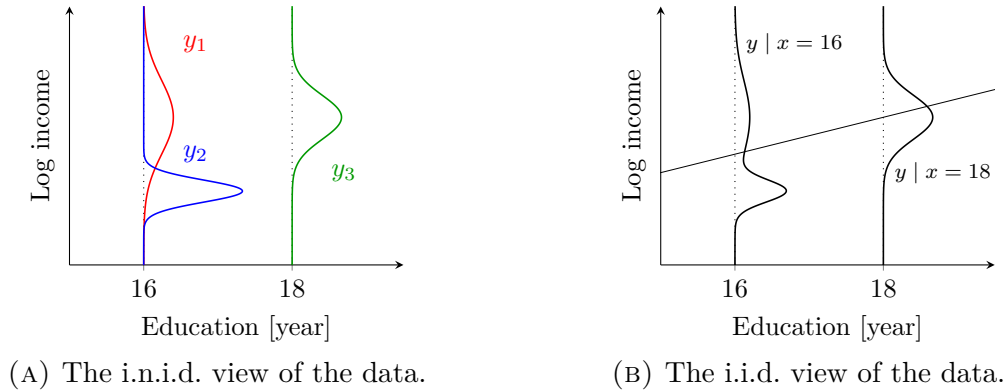 y₁
y₂
y₃
Log income
16 18
Education [year]
(A) The i.n.i.d. view of the data.
y | x = 16
y | x = 18
Log income
16 18
Education [year]
(B) The i.i.d. view of the data.